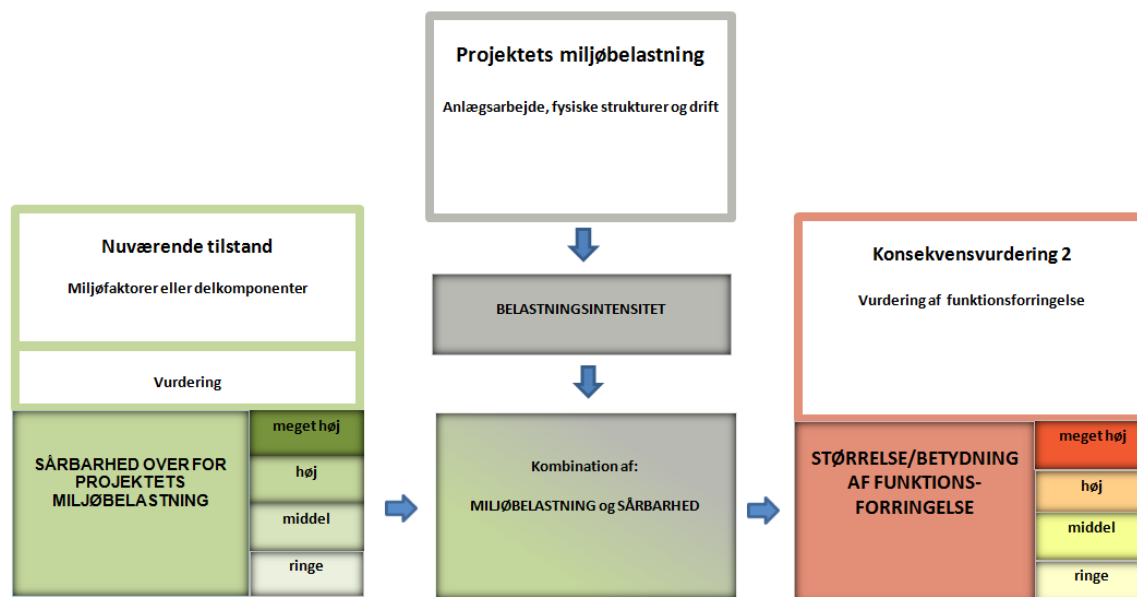 Projektets miljøbelastning
Anlægsarbejde, fysiske strukturer og drift
Nuværende tilstand
Miljøfaktorer eller delkomponenter
Vurdering
SÅRBARHED OVER FOR
PROJEKTETS
MILJØBELASTNING
meget høj
høj
middel
ringe
BELASTNINGSINTENSITET
Kombination af:
MILJØBELASTNING og SÅRBARHED
Konsekvensvurdering 2
Vurdering af funktionsforringelse
STØRRELSE/BETYDNING
AF FUNKTIONS-
FORRINGELSE
meget høj
høj
middel
ringe